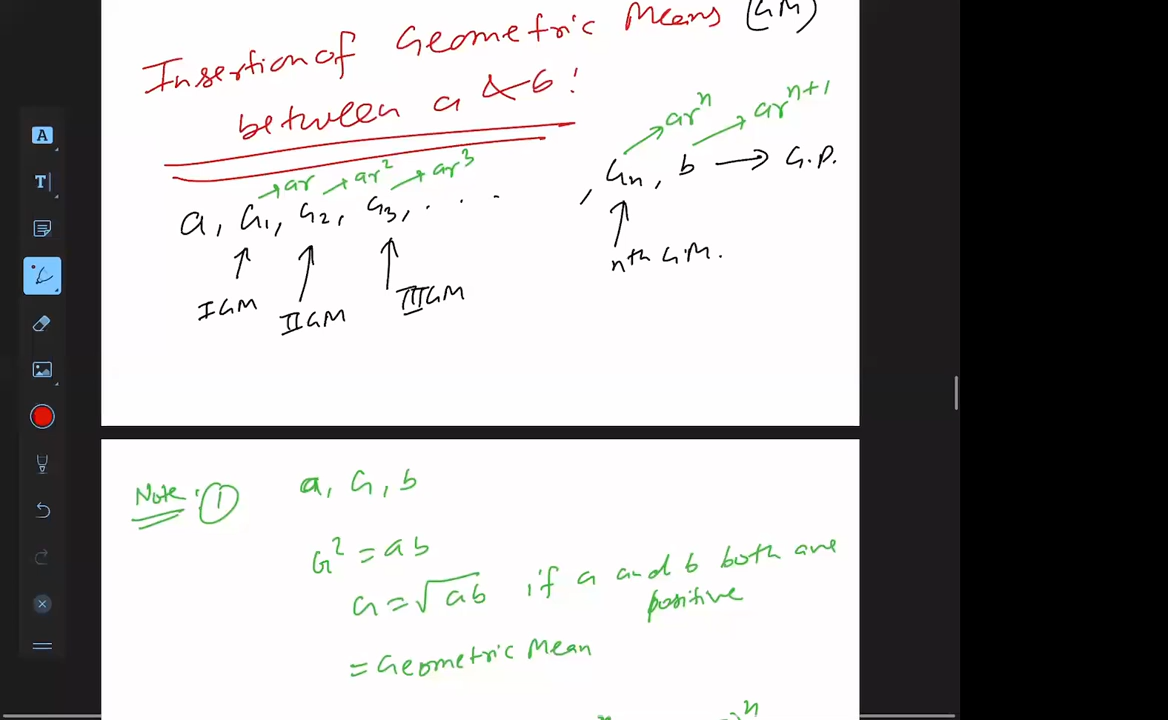 Insertion of Geometric Means (GM)
between a & b :
→ar →ar² →ar³ →arⁿ →arⁿ⁺¹
a, G₁, G₂, G₃, . . . , Gn, b → G.P.
I GM II GM III GM nth G.M.
Note : ① a, G, b
G² = ab
G = √ab if a and b both are
positive
= Geometric Mean
A
T